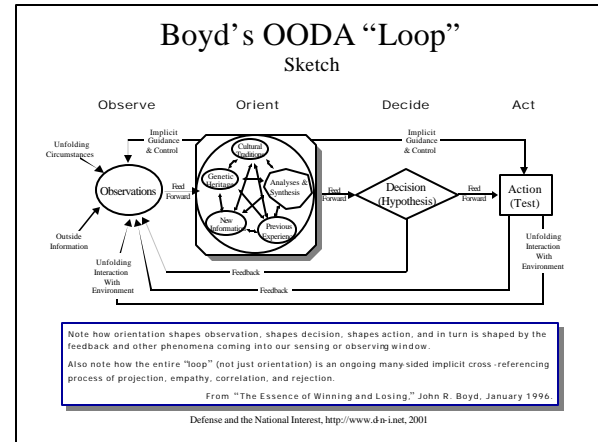 Boyd's OODA "Loop"
Sketch
Observe
Orient
Decide
Act
Unfolding
Circumstances
Outside
Information
Unfolding
Interaction
With
Environment
Observations
Implicit
Guidance
& Control
Feed
Forward
Cultural
Traditions
Genetic
Heritage
Analyses &
Synthesis
New
Information
Previous
Experience
Feed
Forward
Implicit
Guidance
& Control
Decision
(Hypothesis)
Feed
Forward
Action
(Test)
Unfolding
Interaction
With
Environment
Feedback
Feedback
Note how orientation shapes observation, shapes decision, shapes action, and in turn is shaped by the
feedback and other phenomena coming into our sensing or observing window.
Also note how the entire "loop" (not just orientation) is an ongoing many-sided implicit cross-referencing
process of projection, empathy, correlation, and rejection.
From "The Essence of Winning and Losing," John R. Boyd, January 1996.
Defense and the National Interest, http://www.d-n-i.net, 2001